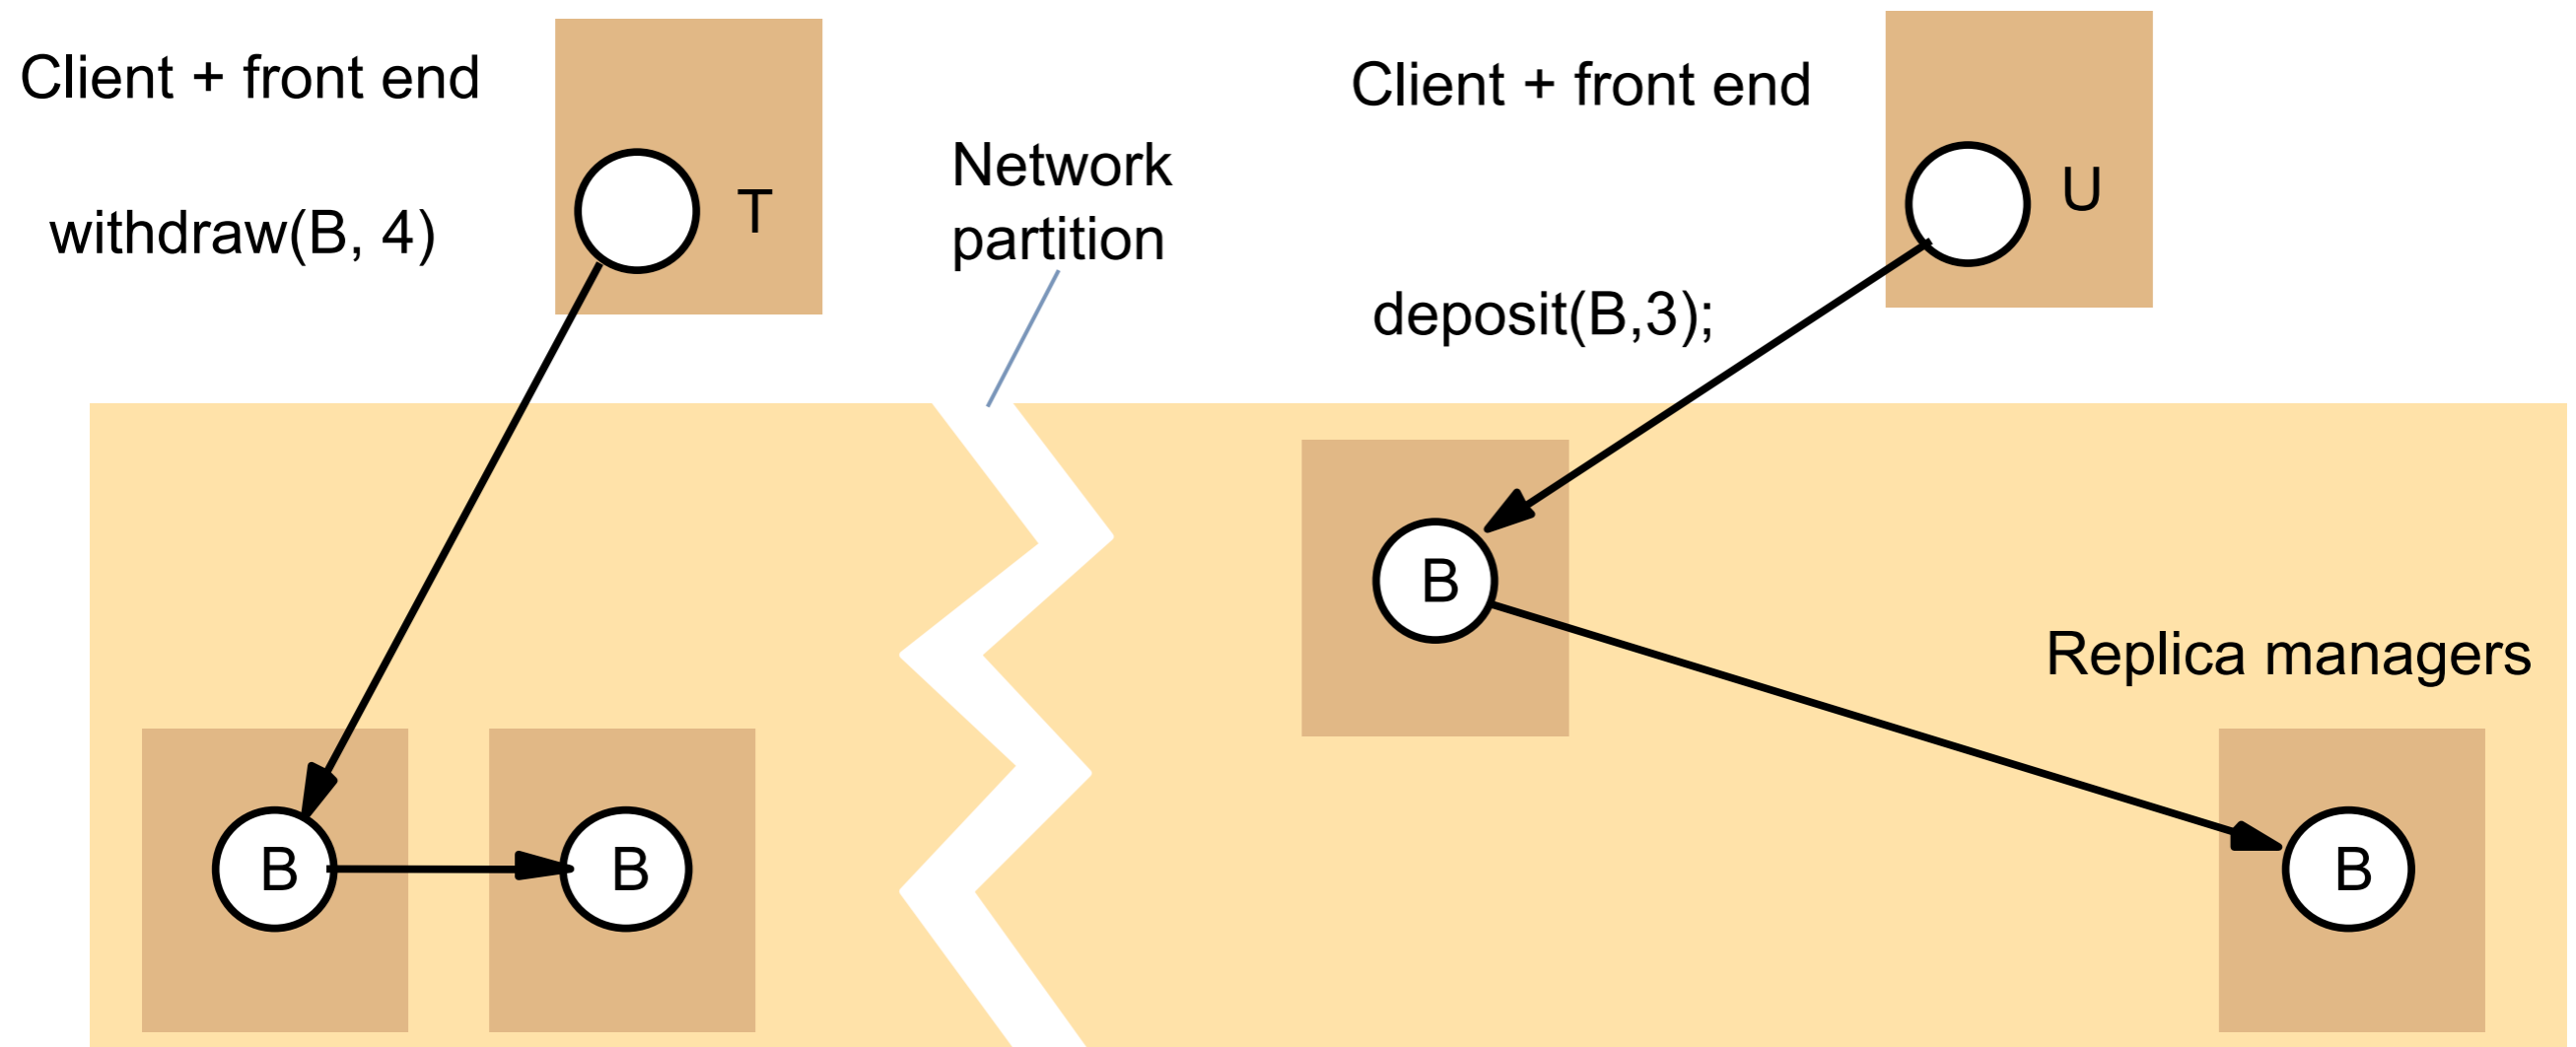 Client + front end
T
withdraw(B, 4)
Network
partition
Client + front end
U
deposit(B,3);
B
Replica managers
B
B
B